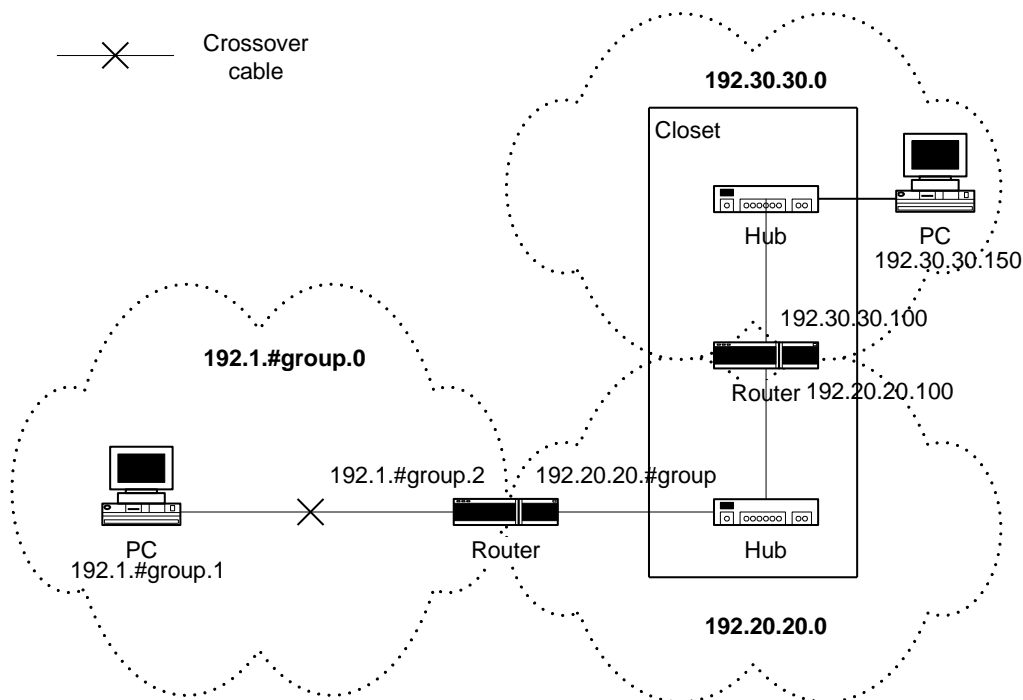 Crossover
cable
192.30.30.0
Closet
Hub
PC
192.30.30.150
192.30.30.100
Router
192.20.20.100
192.1.#group.0
192.1.#group.2
192.20.20.#group
PC
192.1.#group.1
Router
Hub
192.20.20.0